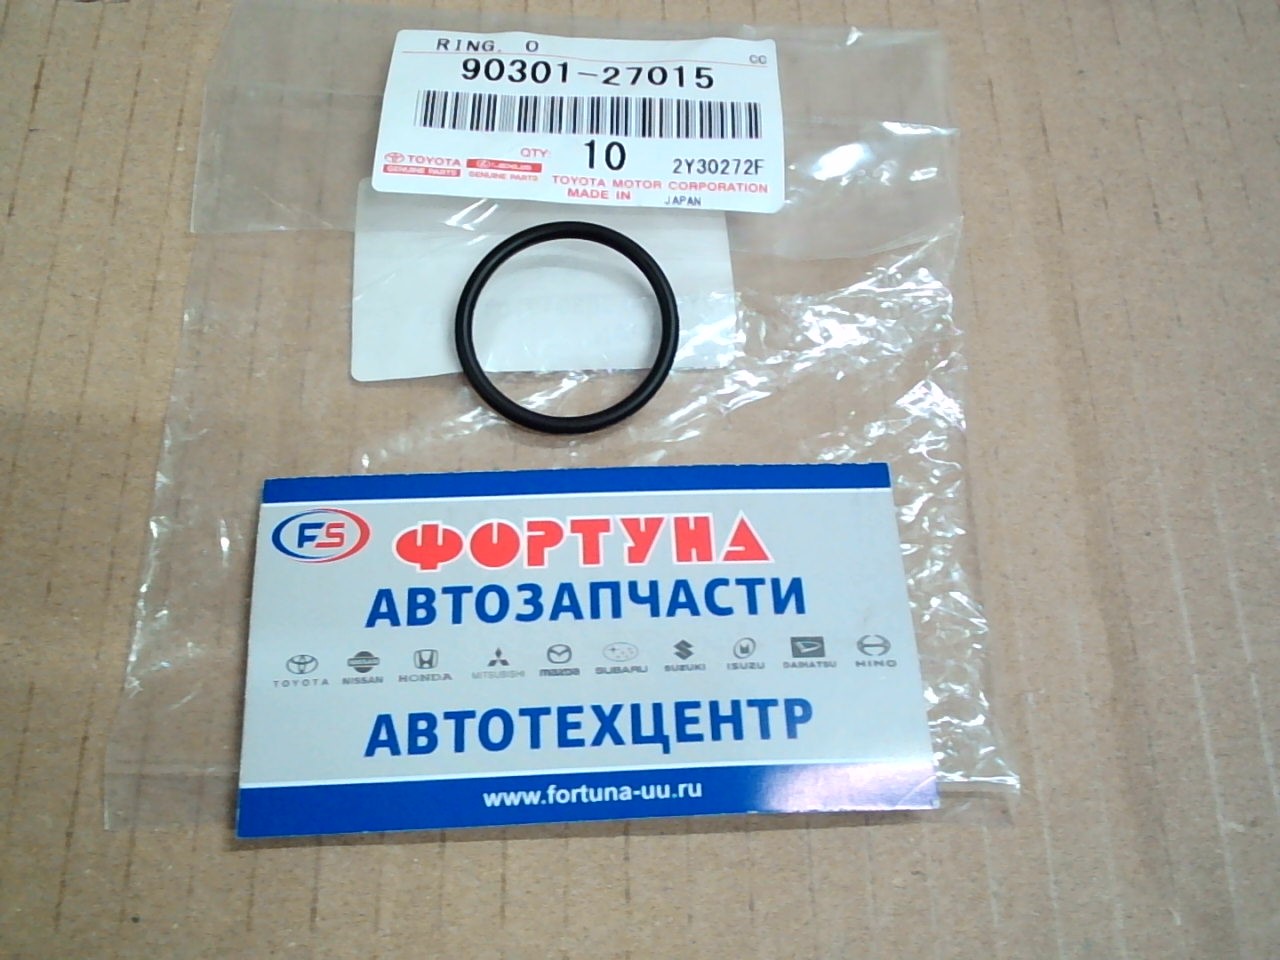 RING, O
CC
90301-27015
TOYOTA
GENUINE PARTS
LEXUS
GENUINE PARTS
QTY:
10
2Y30272F
TOYOTA MOTOR CORPORATION
MADE IN JAPAN
FS
ФОРТУНА
АВТОЗАПЧАСТИ
TOYOTA NISSAN HONDA MITSUBISHI mazda SUBARU SUZUKI ISUZU DAIHATSU HINO
АВТОТЕХЦЕНТР
www.fortuna-uu.ru